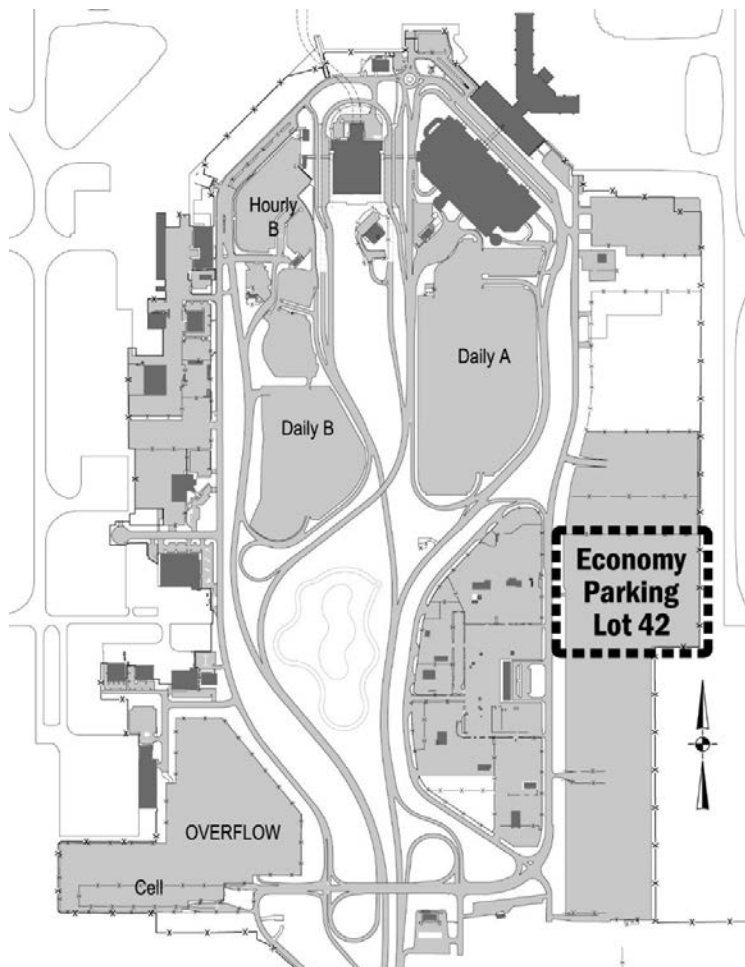 Hourly
B
Daily A
Daily B
Economy
Parking
Lot 42
OVERFLOW
Cell